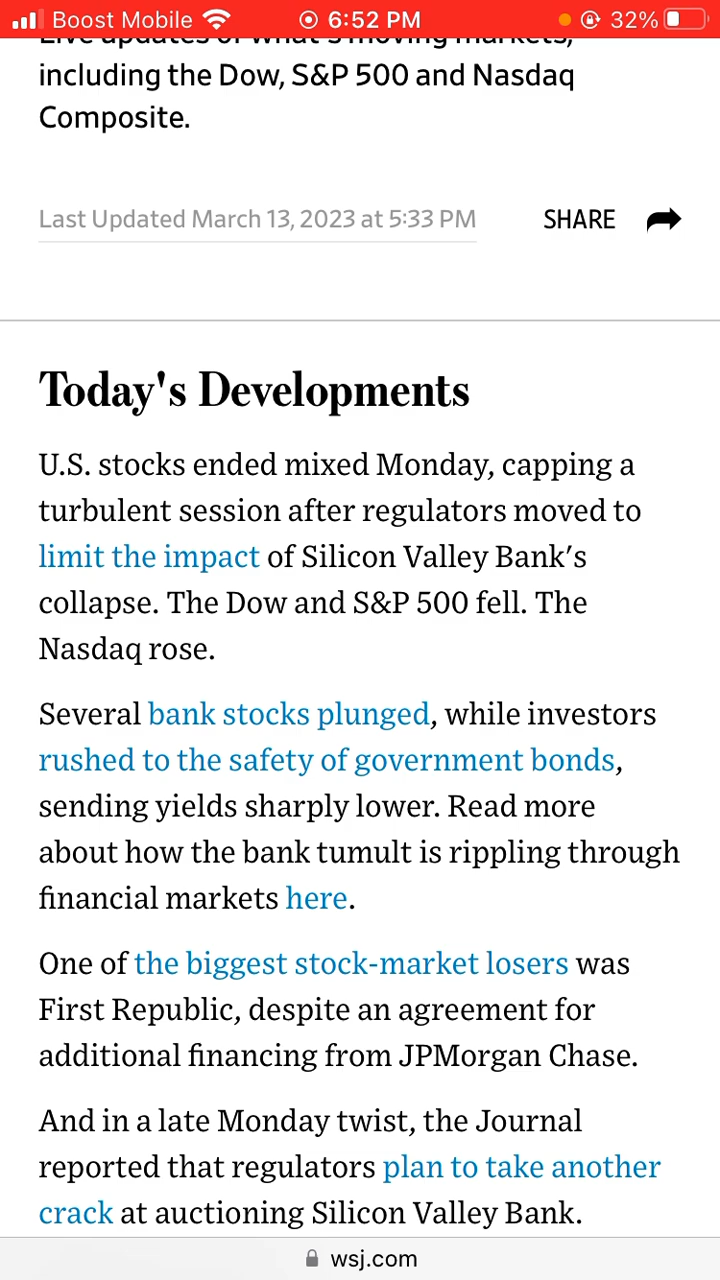 Boost Mobile 6:52 PM 32%
Live updates of what's moving markets,
including the Dow, S&P 500 and Nasdaq
Composite.
Last Updated March 13, 2023 at 5:33 PM SHARE
Today's Developments
U.S. stocks ended mixed Monday, capping a
turbulent session after regulators moved to
limit the impact of Silicon Valley Bank's
collapse. The Dow and S&P 500 fell. The
Nasdaq rose.
Several bank stocks plunged, while investors
rushed to the safety of government bonds,
sending yields sharply lower. Read more
about how the bank tumult is rippling through
financial markets here.
One of the biggest stock-market losers was
First Republic, despite an agreement for
additional financing from JPMorgan Chase.
And in a late Monday twist, the Journal
reported that regulators plan to take another
crack at auctioning Silicon Valley Bank.
wsj.com